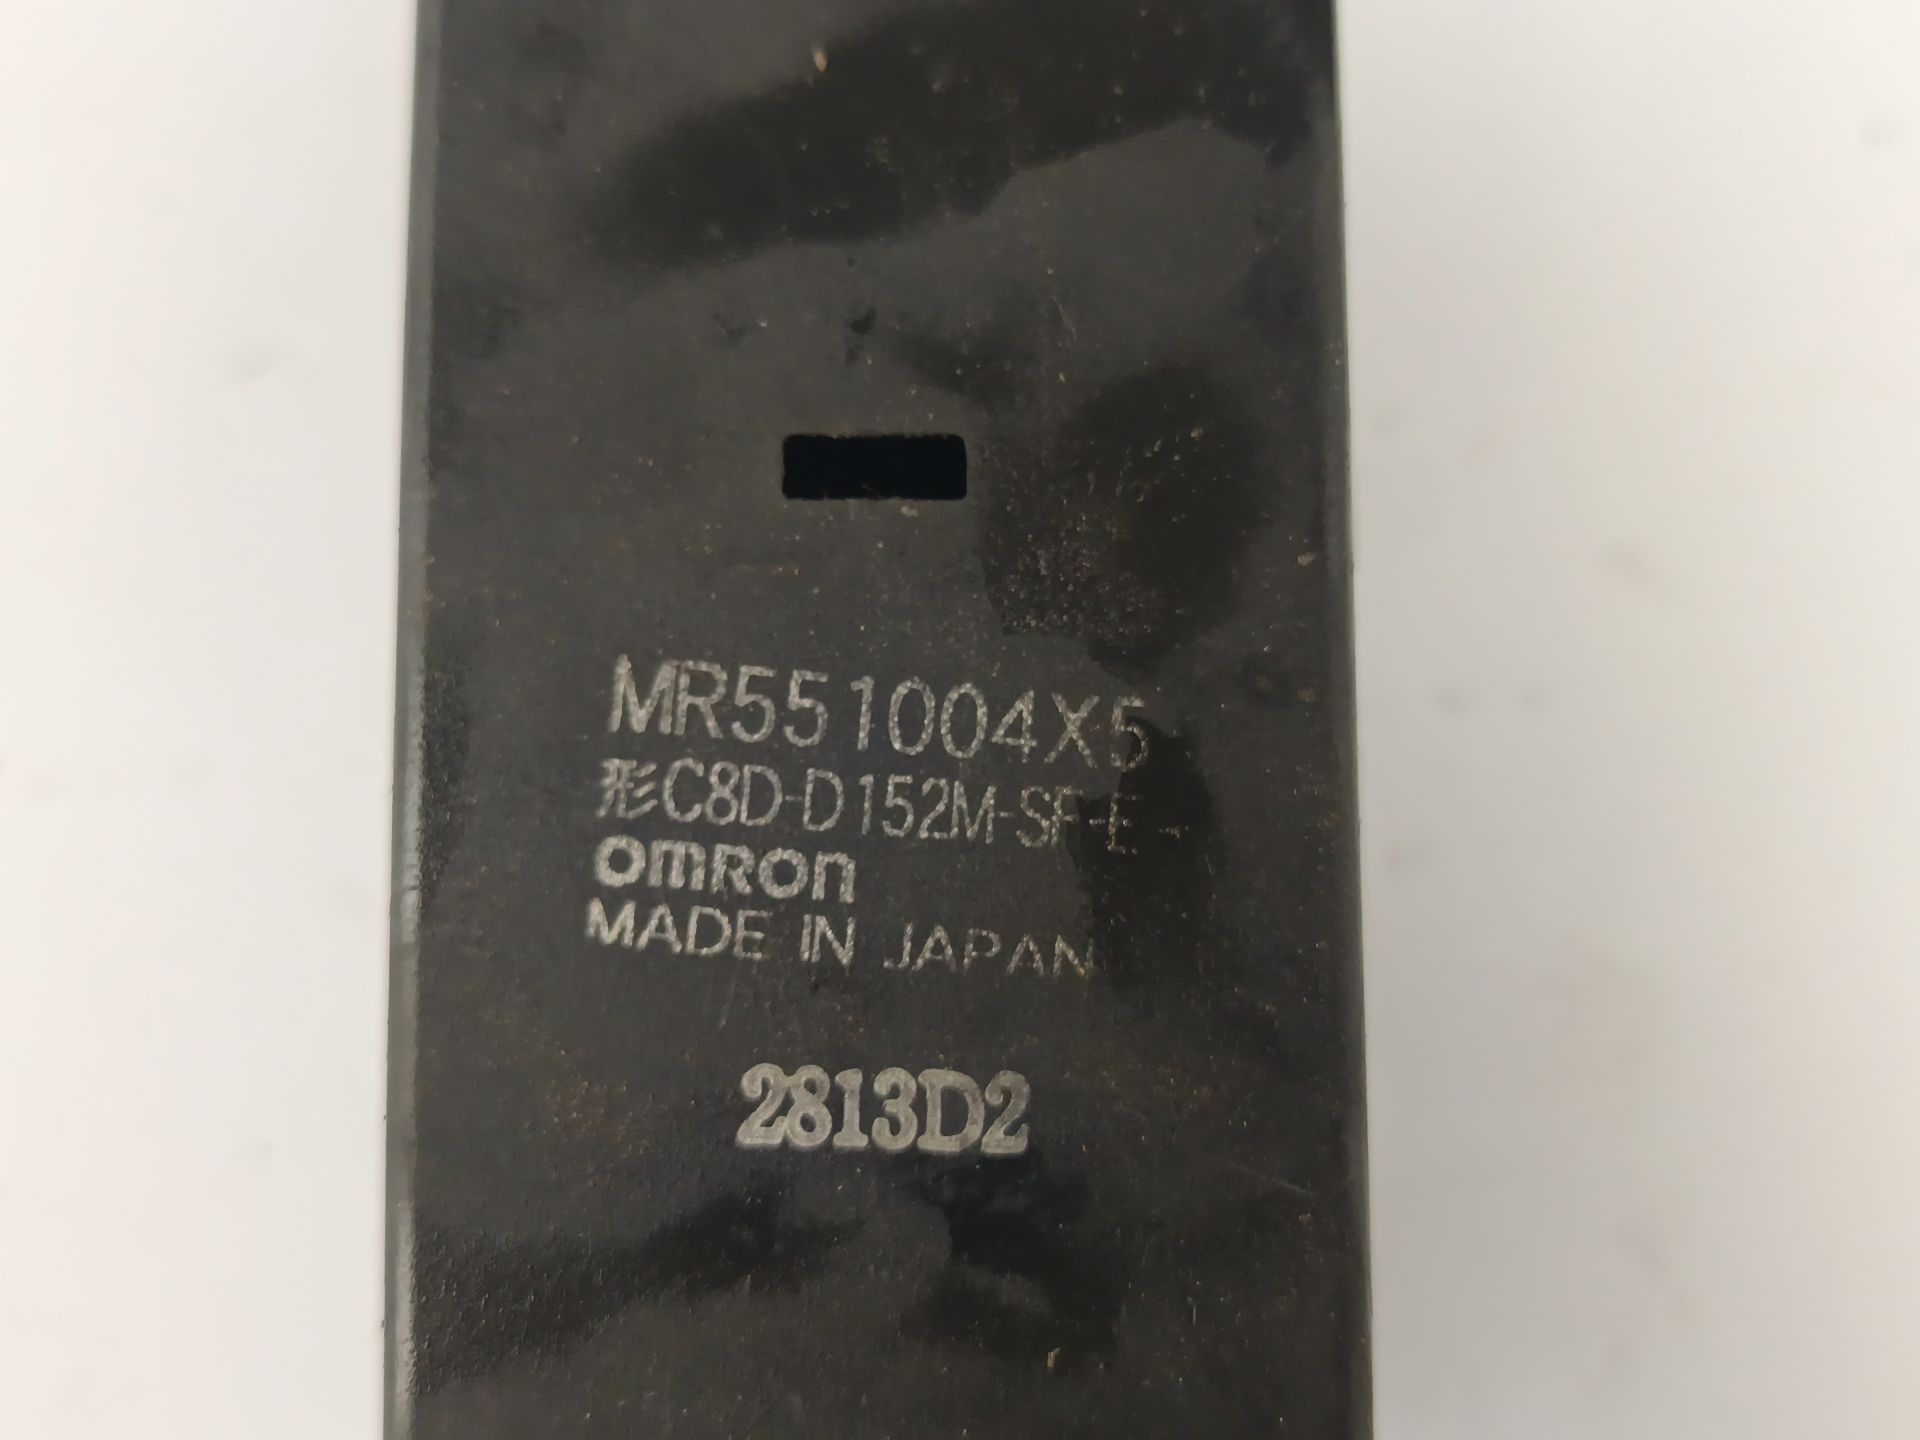 MR551004X5
形C8D-D152M-SF-E
omron
MADE IN JAPAN
2813D2